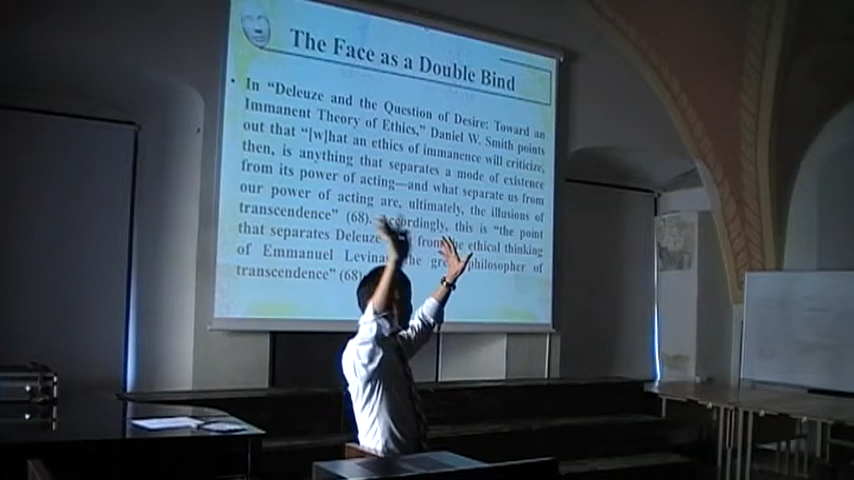 The Face as a Double Bind
• In “Deleuze and the Question of Desire: Toward an
Immanent Theory of Ethics,” Daniel W. Smith points
out that “[w]hat an ethics of immanence will criticize,
then, is anything that separates a mode of existence
from its power of acting—and what separate us from
our power of acting are, ultimately, the illusions of
transcendence” (68). Accordingly, this is “the point
that separates Deleuze from the ethical thinking
of Emmanuel the philosopher of
transcendence” (68)